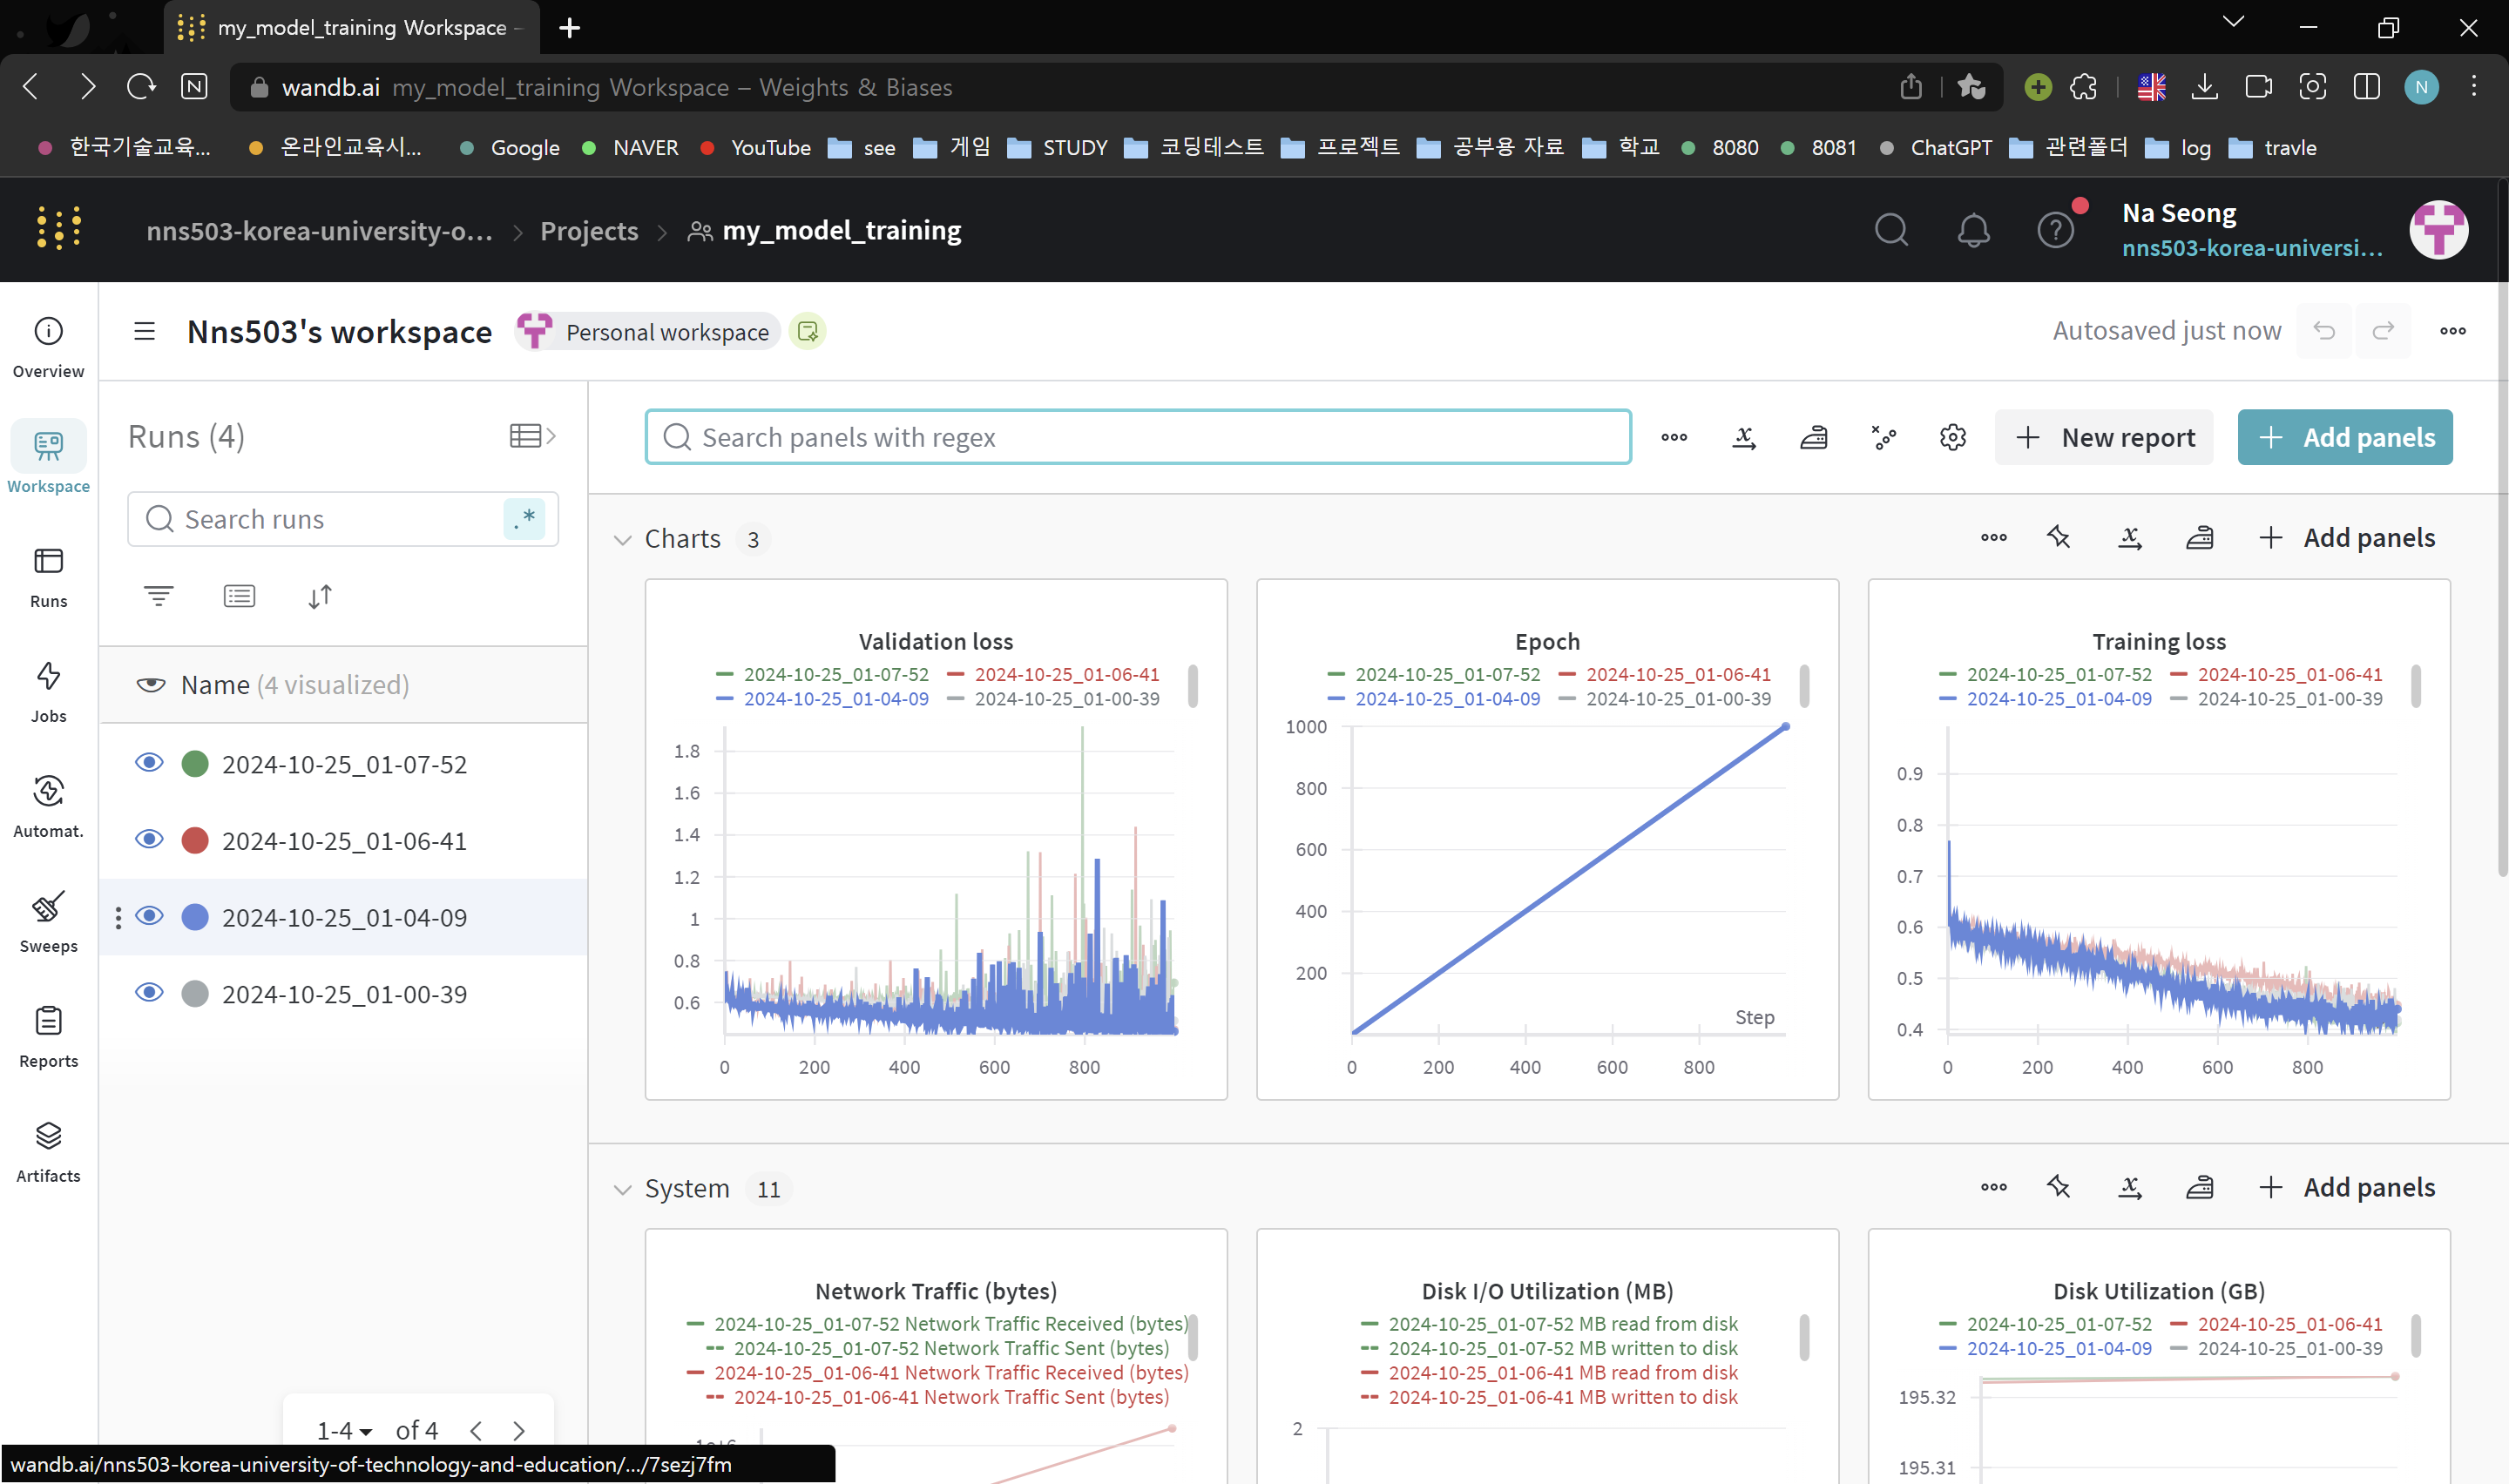 my_model_training Workspace –
wandb.ai my_model_training Workspace – Weights & Biases
N
한국기술교육... 온라인교육시... Google NAVER YouTube see 게임 STUDY 코딩테스트 프로젝트 공부용 자료 학교 8080 8081 ChatGPT 관련폴더 log travle
nns503-korea-university-o... > Projects > my_model_training
Na Seong
nns503-korea-universi...
Overview
Workspace
Runs
Jobs
Automat.
Sweeps
Reports
Artifacts
Nns503's workspace
Personal workspace
Autosaved just now
Runs (4)
Search runs
.*
Name (4 visualized)
2024-10-25_01-07-52
2024-10-25_01-06-41
2024-10-25_01-04-09
2024-10-25_01-00-39
1-4 of 4
Search panels with regex
New report
Add panels
Charts 3
Add panels
Validation loss
2024-10-25_01-07-52 2024-10-25_01-06-41
2024-10-25_01-04-09 2024-10-25_01-00-39
1.8
1.6
1.4
1.2
1
0.8
0.6
0 200 400 600 800
Epoch
2024-10-25_01-07-52 2024-10-25_01-06-41
2024-10-25_01-04-09 2024-10-25_01-00-39
1000
800
600
400
200
Step
0 200 400 600 800
Training loss
2024-10-25_01-07-52 2024-10-25_01-06-41
2024-10-25_01-04-09 2024-10-25_01-00-39
0.9
0.8
0.7
0.6
0.5
0.4
0 200 400 600 800
System 11
Add panels
Network Traffic (bytes)
2024-10-25_01-07-52 Network Traffic Received (bytes)
2024-10-25_01-07-52 Network Traffic Sent (bytes)
2024-10-25_01-06-41 Network Traffic Received (bytes)
2024-10-25_01-06-41 Network Traffic Sent (bytes)
Disk I/O Utilization (MB)
2024-10-25_01-07-52 MB read from disk
2024-10-25_01-07-52 MB written to disk
2024-10-25_01-06-41 MB read from disk
2024-10-25_01-06-41 MB written to disk
2
Disk Utilization (GB)
2024-10-25_01-07-52 2024-10-25_01-06-41
2024-10-25_01-04-09 2024-10-25_01-00-39
195.32
195.31
wandb.ai/nns503-korea-university-of-technology-and-education/.../7sezj7fm